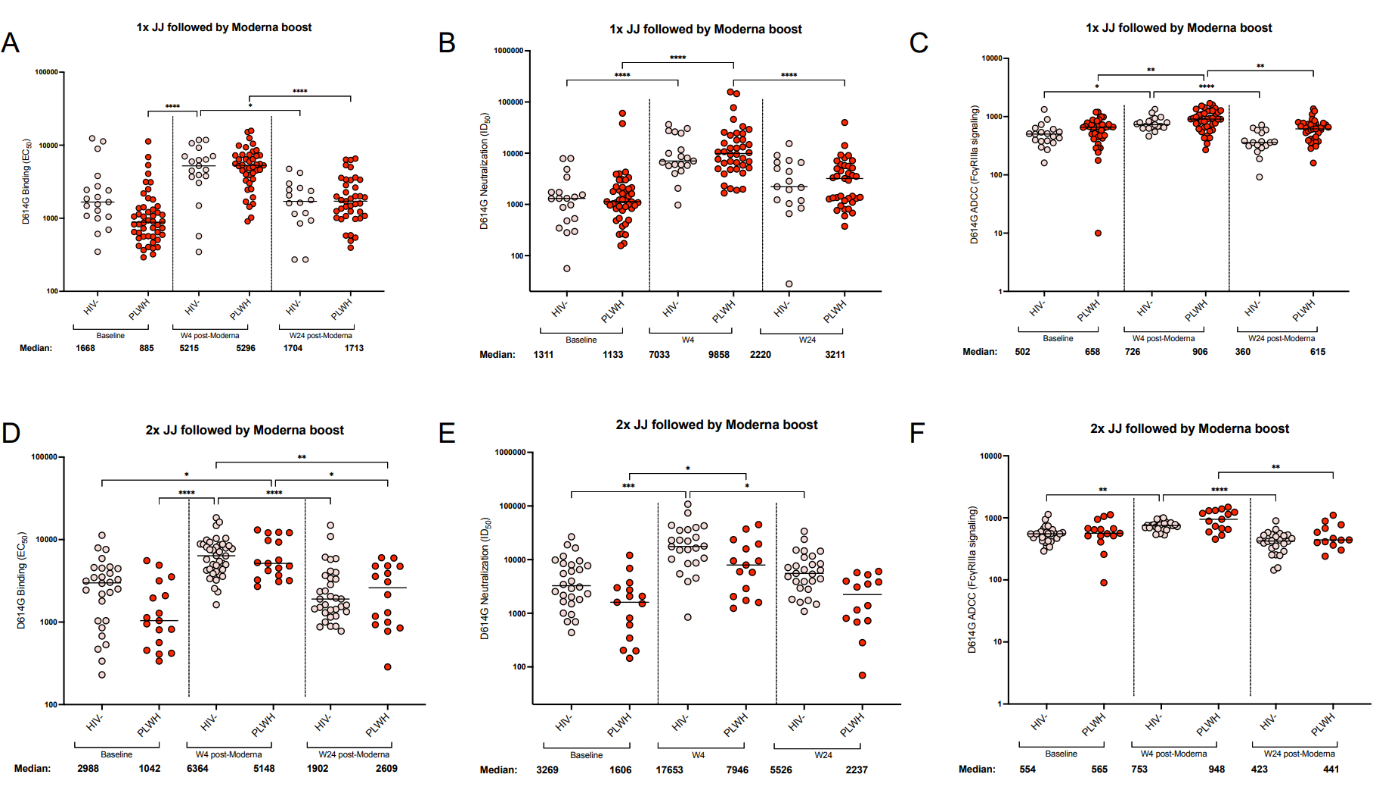 A
1x JJ followed by Moderna boost
D614G Binding (EC50)
100000
10000
1000
100
****
*
****
HIV-
PLWH
HIV-
PLWH
HIV-
PLWH
Baseline
W4 post-Moderna
W24 post-Moderna
Median: 1668 885 5215 5296 1704 1713
B
1x JJ followed by Moderna boost
D614G Neutralization (ID50)
1000000
100000
10000
1000
100
****
****
****
HIV-
PLWH
HIV-
PLWH
HIV-
PLWH
Baseline
W4
W24
Median: 1311 1133 7033 9858 2220 3211
C
1x JJ followed by Moderna boost
D614G ADCC (FcγRIIIa signaling)
10000
1000
100
10
1
**
**
*
****
HIV-
PLWH
HIV-
PLWH
HIV-
PLWH
Baseline
W4 post-Moderna
W24 post-Moderna
Median: 502 658 726 906 360 615
D
2x JJ followed by Moderna boost
D614G Binding (EC50)
100000
10000
1000
100
**
*
*
****
****
HIV-
PLWH
HIV-
PLWH
HIV-
PLWH
Baseline
W4 post-Moderna
W24 post-Moderna
Median: 2988 1042 6364 5148 1902 2609
E
2x JJ followed by Moderna boost
D614G Neutralization (ID50)
1000000
100000
10000
1000
100
*
***
*
HIV-
PLWH
HIV-
PLWH
HIV-
PLWH
Baseline
W4
W24
Median: 3269 1606 17653 7946 5526 2237
F
2x JJ followed by Moderna boost
D614G ADCC (FcγRIIIa signaling)
10000
1000
100
10
1
**
**
****
HIV-
PLWH
HIV-
PLWH
HIV-
PLWH
Baseline
W4 post-Moderna
W24 post-Moderna
Median: 554 565 753 948 423 441